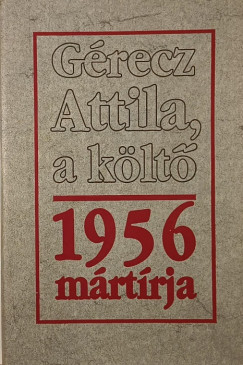 Gérecz
Attila,
a költő
1956
mártírja